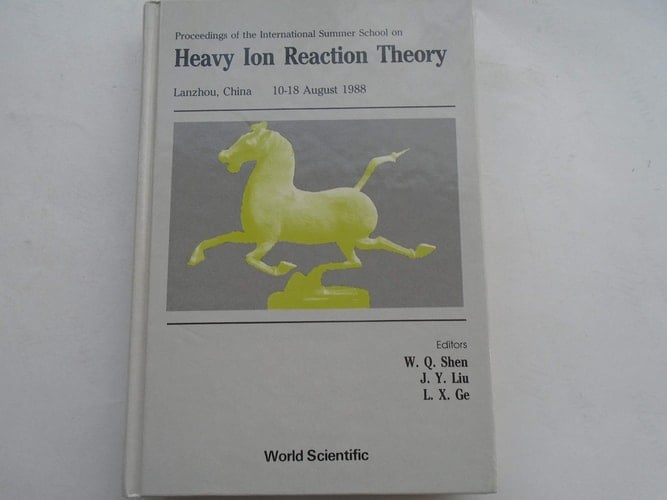 Proceedings of the International Summer School on
Heavy Ion Reaction Theory
Lanzhou, China 10-18 August 1988
Editors
W. Q. Shen
J. Y. Liu
L. X. Ge
World Scientific